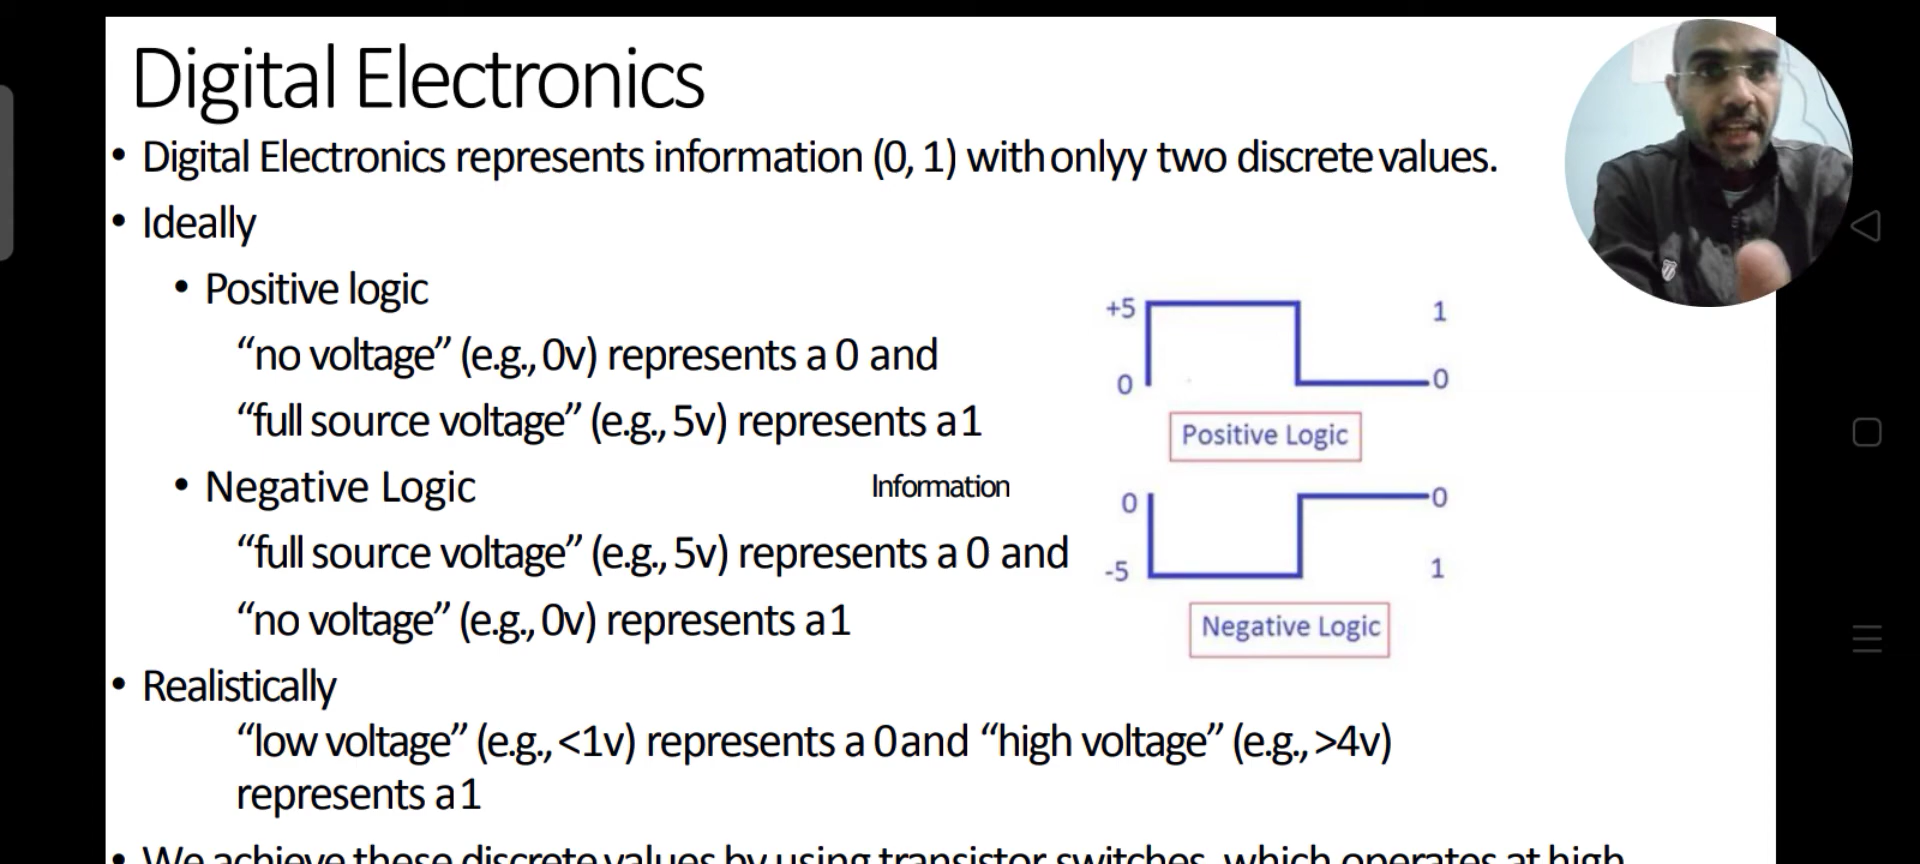 Digital Electronics
• Digital Electronics represents information (0, 1) with onlyy two discrete values.
• Ideally
• Positive logic
“no voltage” (e.g., 0v) represents a 0 and
“full source voltage” (e.g., 5v) represents a 1
• Negative Logic
Information
“full source voltage” (e.g., 5v) represents a 0 and
“no voltage” (e.g., 0v) represents a 1
• Realistically
“low voltage” (e.g., <1v) represents a 0 and “high voltage” (e.g., >4v)
represents a 1
• We achieve these discrete values by using transistor switches, which operates at high
+5 1
0 0
Positive Logic
0 0
-5 1
Negative Logic